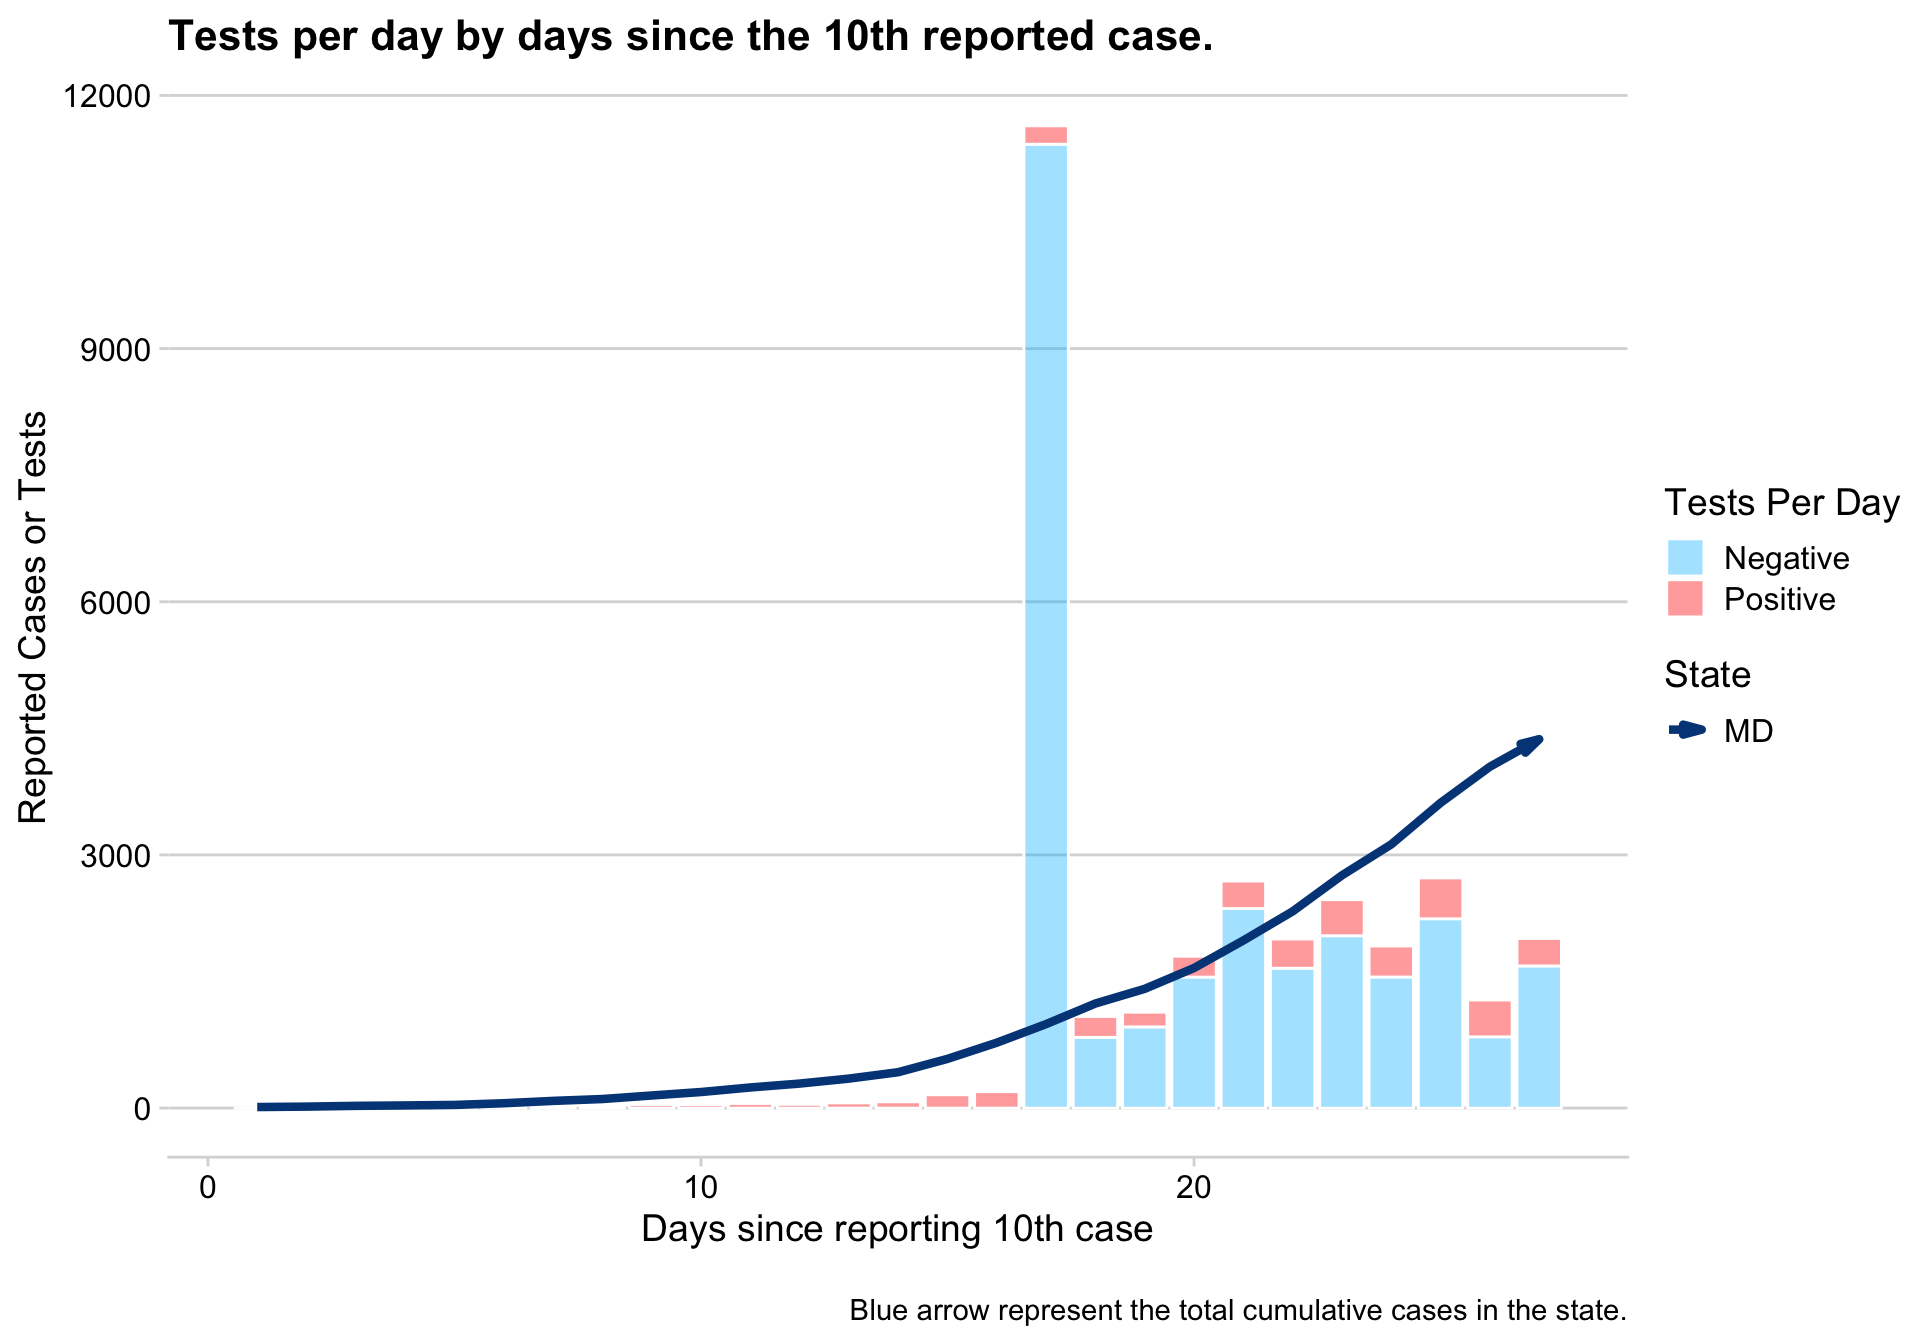 Tests per day by days since the 10th reported case.
12000
9000
6000
3000
0
Reported Cases or Tests
0
10
20
Days since reporting 10th case
Tests Per Day
Negative
Positive
State
MD
Blue arrow represent the total cumulative cases in the state.